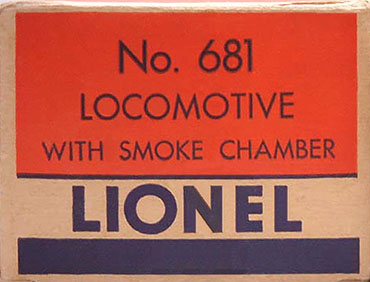 No. 681
LOCOMOTIVE
WITH SMOKE CHAMBER
LIONEL